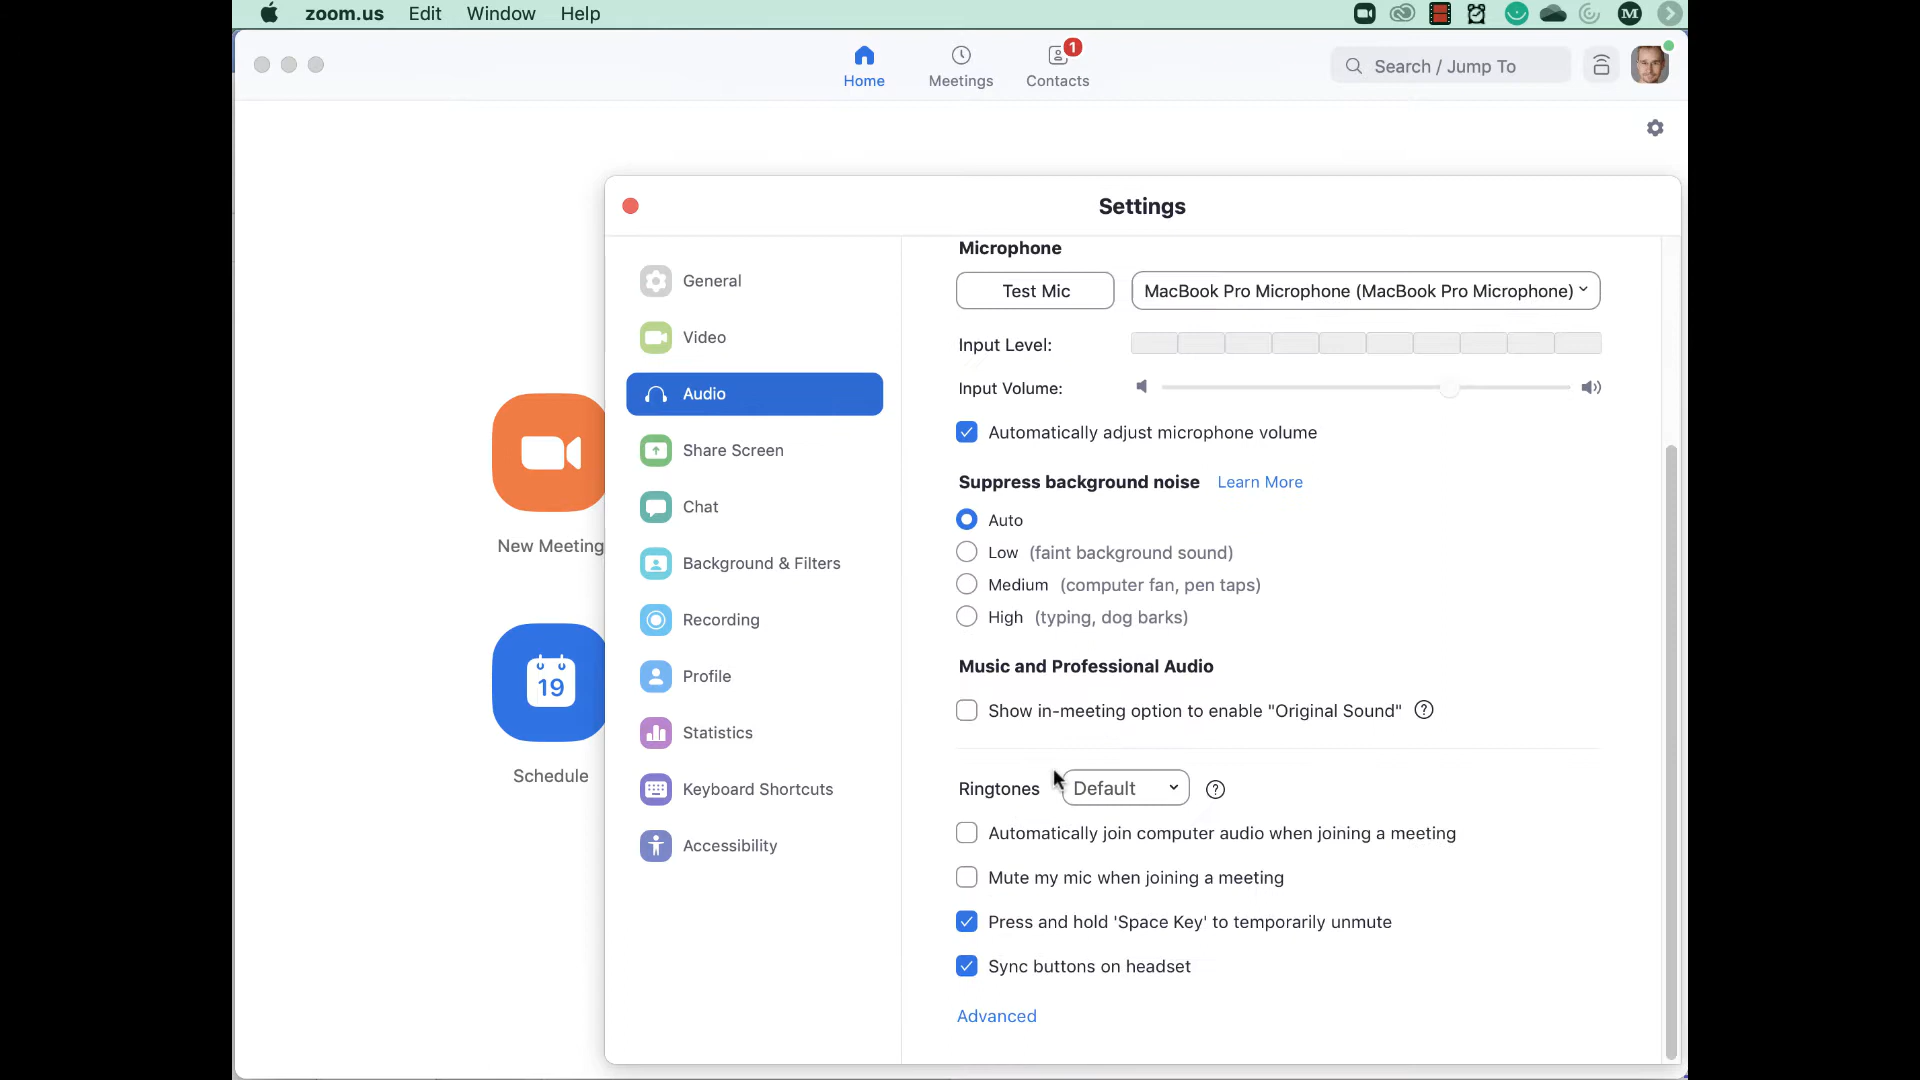 zoom.us Edit Window Help
M
Home
Meetings
1
Contacts
Search / Jump To
Settings
General
Video
Audio
Share Screen
Chat
Background & Filters
Recording
Profile
Statistics
Keyboard Shortcuts
Accessibility
New Meeting
19
Schedule
Microphone
Test Mic
MacBook Pro Microphone (MacBook Pro Microphone)
Input Level:
Input Volume:
Automatically adjust microphone volume
Suppress background noise Learn More
Auto
Low (faint background sound)
Medium (computer fan, pen taps)
High (typing, dog barks)
Music and Professional Audio
Show in-meeting option to enable "Original Sound" ?
Ringtones Default ?
Automatically join computer audio when joining a meeting
Mute my mic when joining a meeting
Press and hold 'Space Key' to temporarily unmute
Sync buttons on headset
Advanced